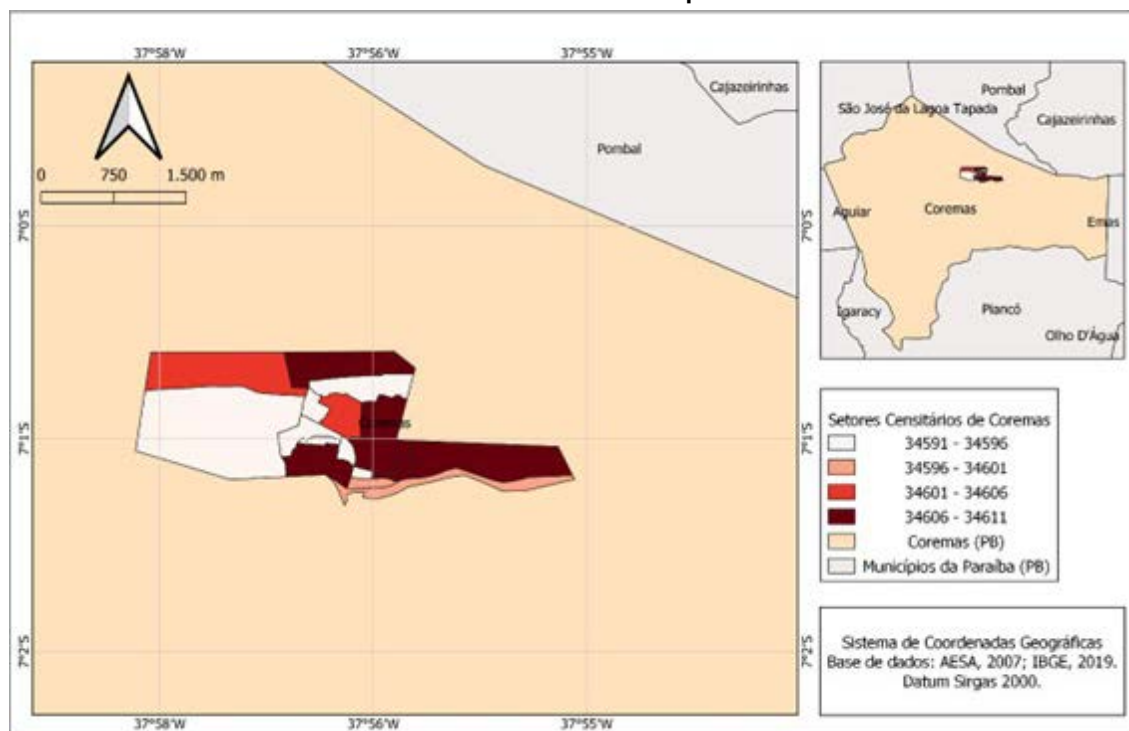 37°58'W 37°56'W 37°55'W
Cajazeirinhas
Pombal
0 750 1.500 m
7°0'S 7°0'S
Coremas
7°1'S 7°1'S
7°2'S 7°2'S
37°58'W 37°56'W 37°55'W
Pombal
São José da Lagoa Tapada
Cajazeirinhas
Aguiar
Coremas
Emas
Igaracy
Piancó
Olho D'Água
Setores Censitários de Coremas
34591 - 34596
34596 - 34601
34601 - 34606
34606 - 34611
Coremas (PB)
Municípios da Paraíba (PB)
Sistema de Coordenadas Geográficas
Base de dados: AESA, 2007; IBGE, 2019.
Datum Sirgas 2000.